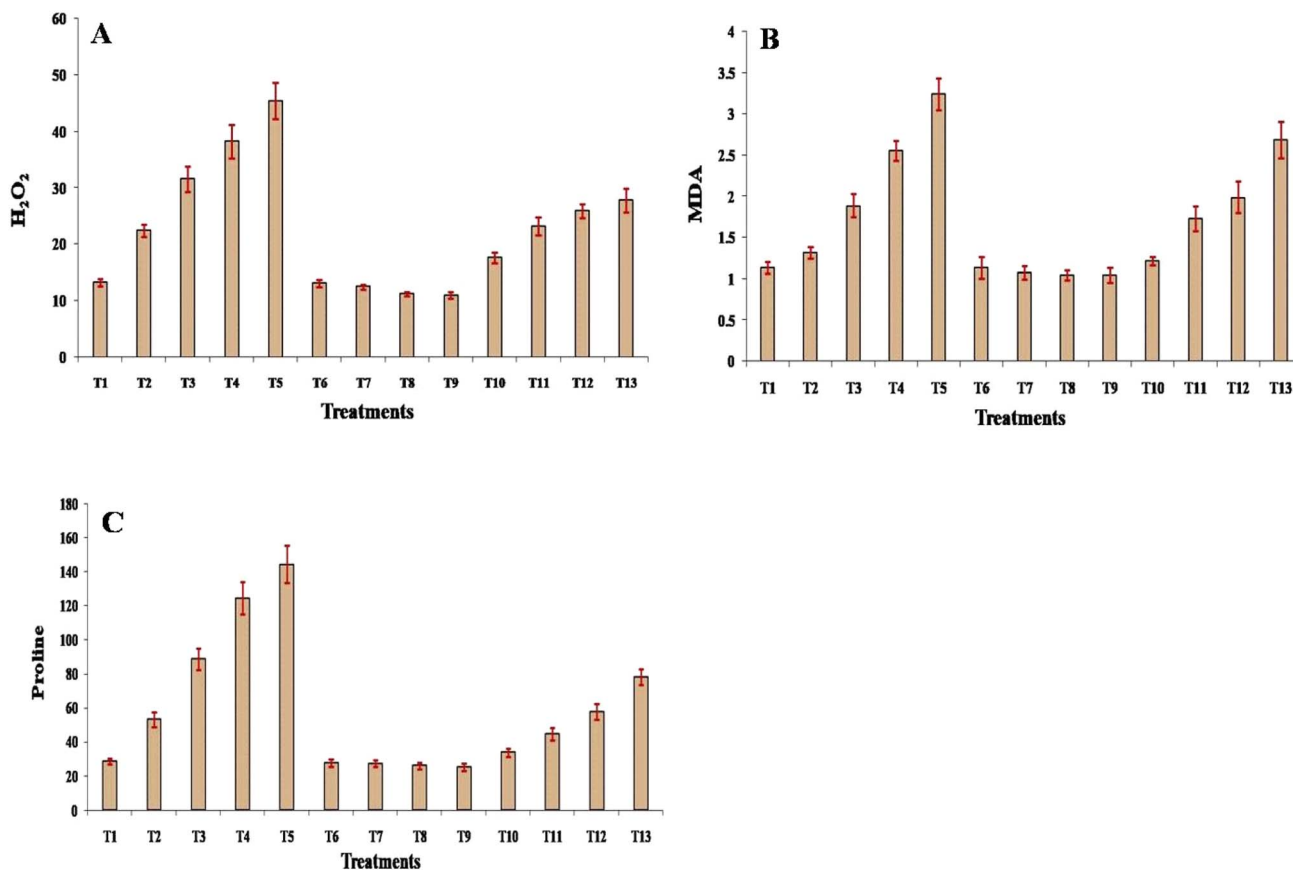 A
H₂O₂
60
50
40
30
20
10
0
T1 T2 T3 T4 T5 T6 T7 T8 T9 T10 T11 T12 T13
Treatments
B
MDA
4
3.5
3
2.5
2
1.5
1
0.5
0
T1 T2 T3 T4 T5 T6 T7 T8 T9 T10 T11 T12 T13
Treatments
C
Proline
180
160
140
120
100
80
60
40
20
0
T1 T2 T3 T4 T5 T6 T7 T8 T9 T10 T11 T12 T13
Treatments